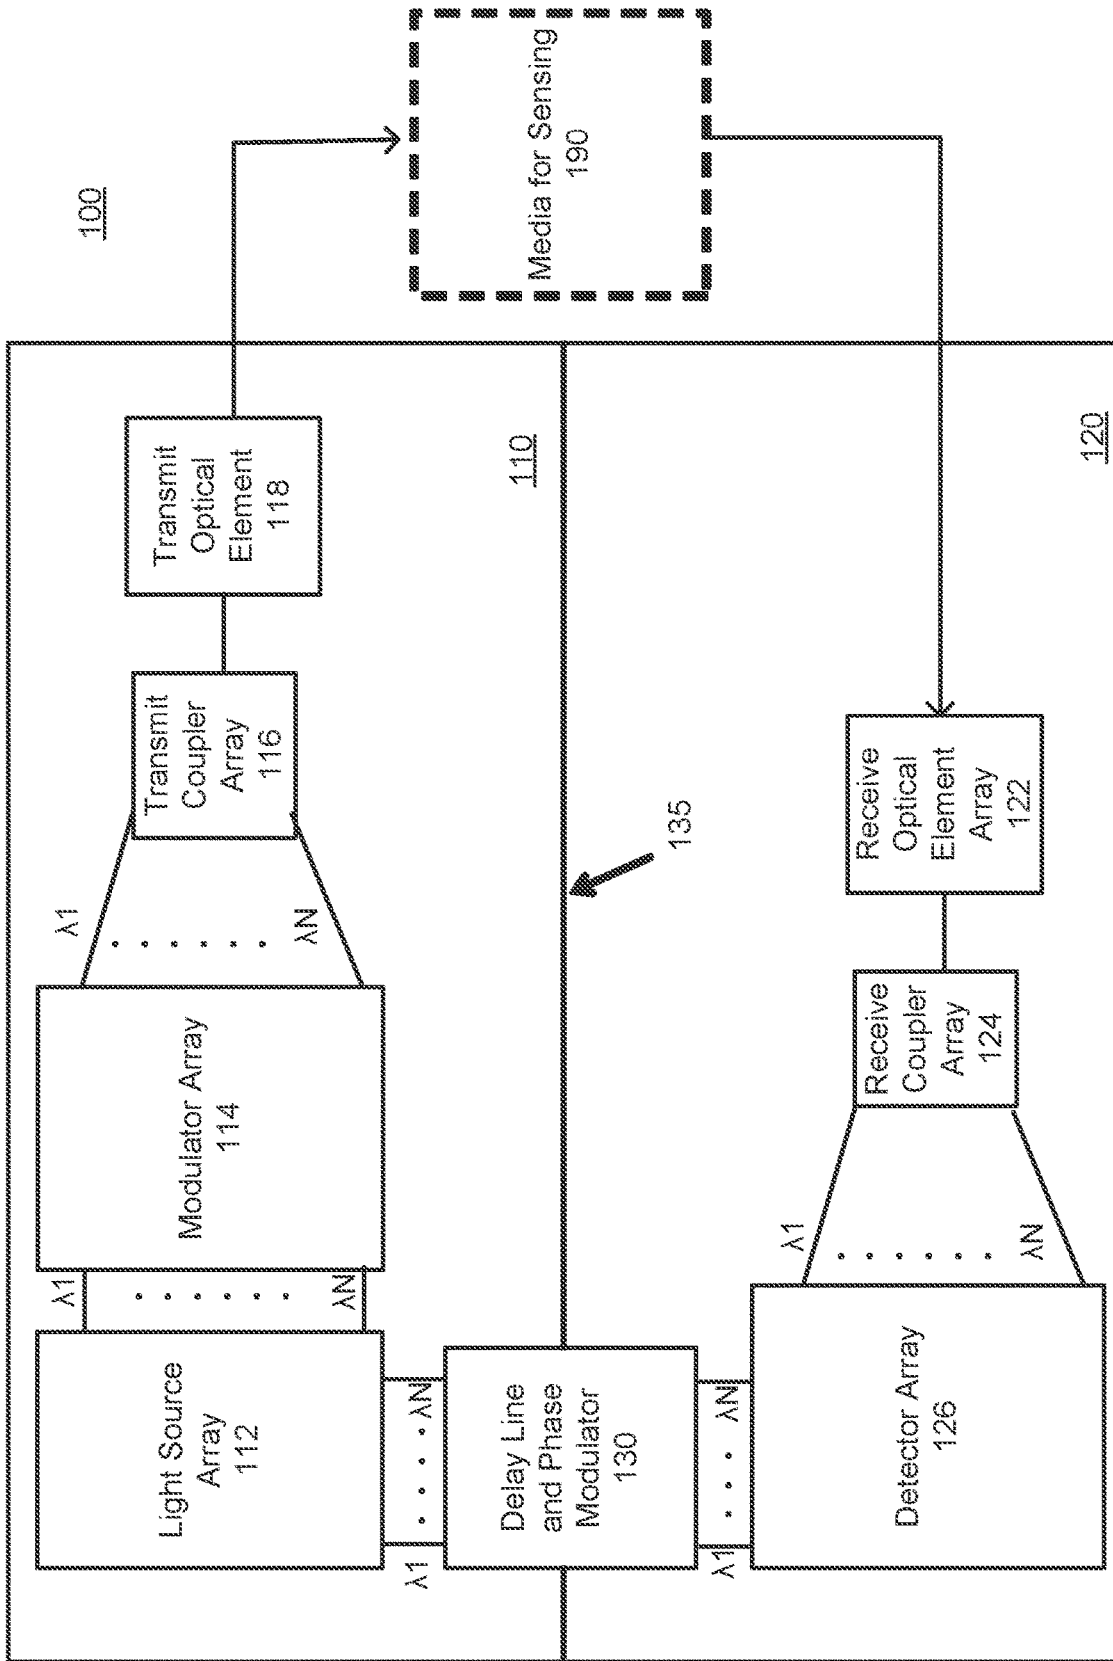 100
Light Source
Array
112
λ1
λN
Modulator Array
114
λ1
λN
Transmit
Coupler
Array
116
Transmit
Optical
Element
118
110
Media for Sensing
190
λ1
λN
Delay Line
and Phase
Modulator
130
135
λ1
λN
Detector Array
126
λ1
λN
Receive
Coupler
Array
124
Receive
Optical
Element
Array
122
120